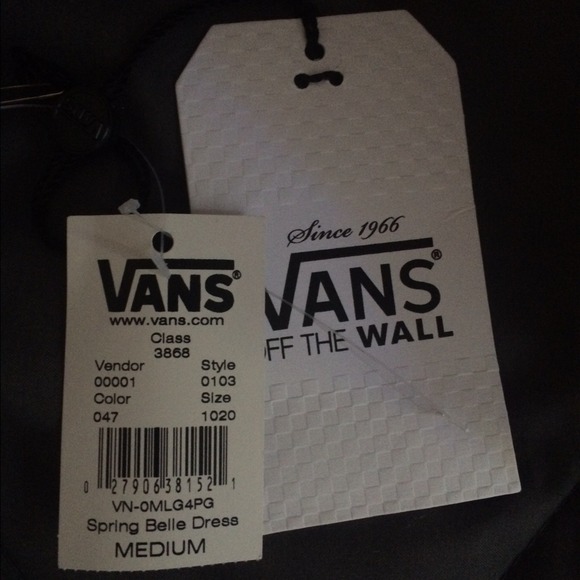 Since 1966
VANS®
OFF THE WALL
VANS®
www.vans.com
Class
3868
Vendor Style
00001 0103
Color Size
047 1020
0 27906 38152 1
VN-0MLG4PG
Spring Belle Dress
MEDIUM